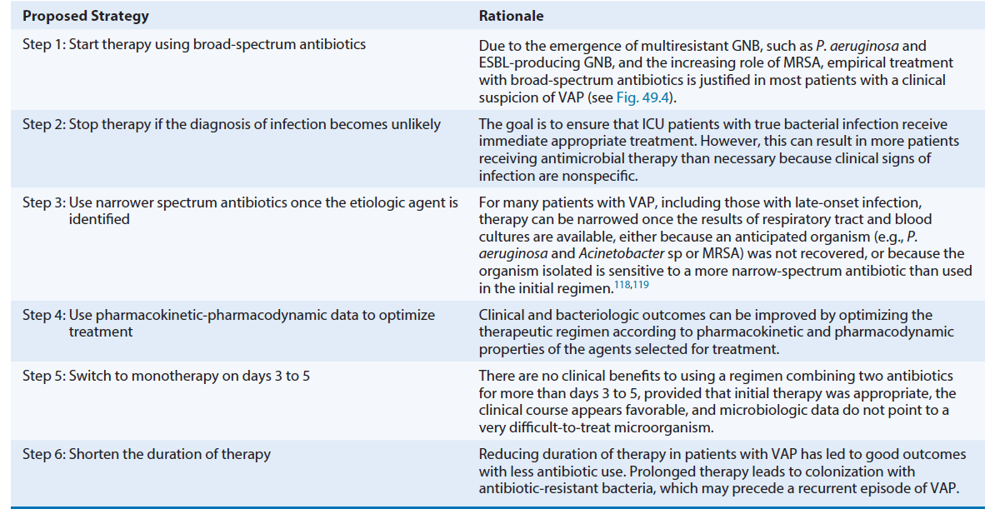 Proposed Strategy
Rationale
Step 1: Start therapy using broad-spectrum antibiotics
Due to the emergence of multiresistant GNB, such as P. aeruginosa and
ESBL-producing GNB, and the increasing role of MRSA, empirical treatment
with broad-spectrum antibiotics is justified in most patients with a clinical
suspicion of VAP (see Fig. 49.4).
Step 2: Stop therapy if the diagnosis of infection becomes unlikely
The goal is to ensure that ICU patients with true bacterial infection receive
immediate appropriate treatment. However, this can result in more patients
receiving antimicrobial therapy than necessary because clinical signs of
infection are nonspecific.
Step 3: Use narrower spectrum antibiotics once the etiologic agent is
identified
For many patients with VAP, including those with late-onset infection,
therapy can be narrowed once the results of respiratory tract and blood
cultures are available, either because an anticipated organism (e.g., P.
aeruginosa and Acinetobacter sp or MRSA) was not recovered, or because the
organism isolated is sensitive to a more narrow-spectrum antibiotic than used
in the initial regimen.118,119
Step 4: Use pharmacokinetic-pharmacodynamic data to optimize
treatment
Clinical and bacteriologic outcomes can be improved by optimizing the
therapeutic regimen according to pharmacokinetic and pharmacodynamic
properties of the agents selected for treatment.
Step 5: Switch to monotherapy on days 3 to 5
There are no clinical benefits to using a regimen combining two antibiotics
for more than days 3 to 5, provided that initial therapy was appropriate, the
clinical course appears favorable, and microbiologic data do not point to a
very difficult-to-treat microorganism.
Step 6: Shorten the duration of therapy
Reducing duration of therapy in patients with VAP has led to good outcomes
with less antibiotic use. Prolonged therapy leads to colonization with
antibiotic-resistant bacteria, which may precede a recurrent episode of VAP.